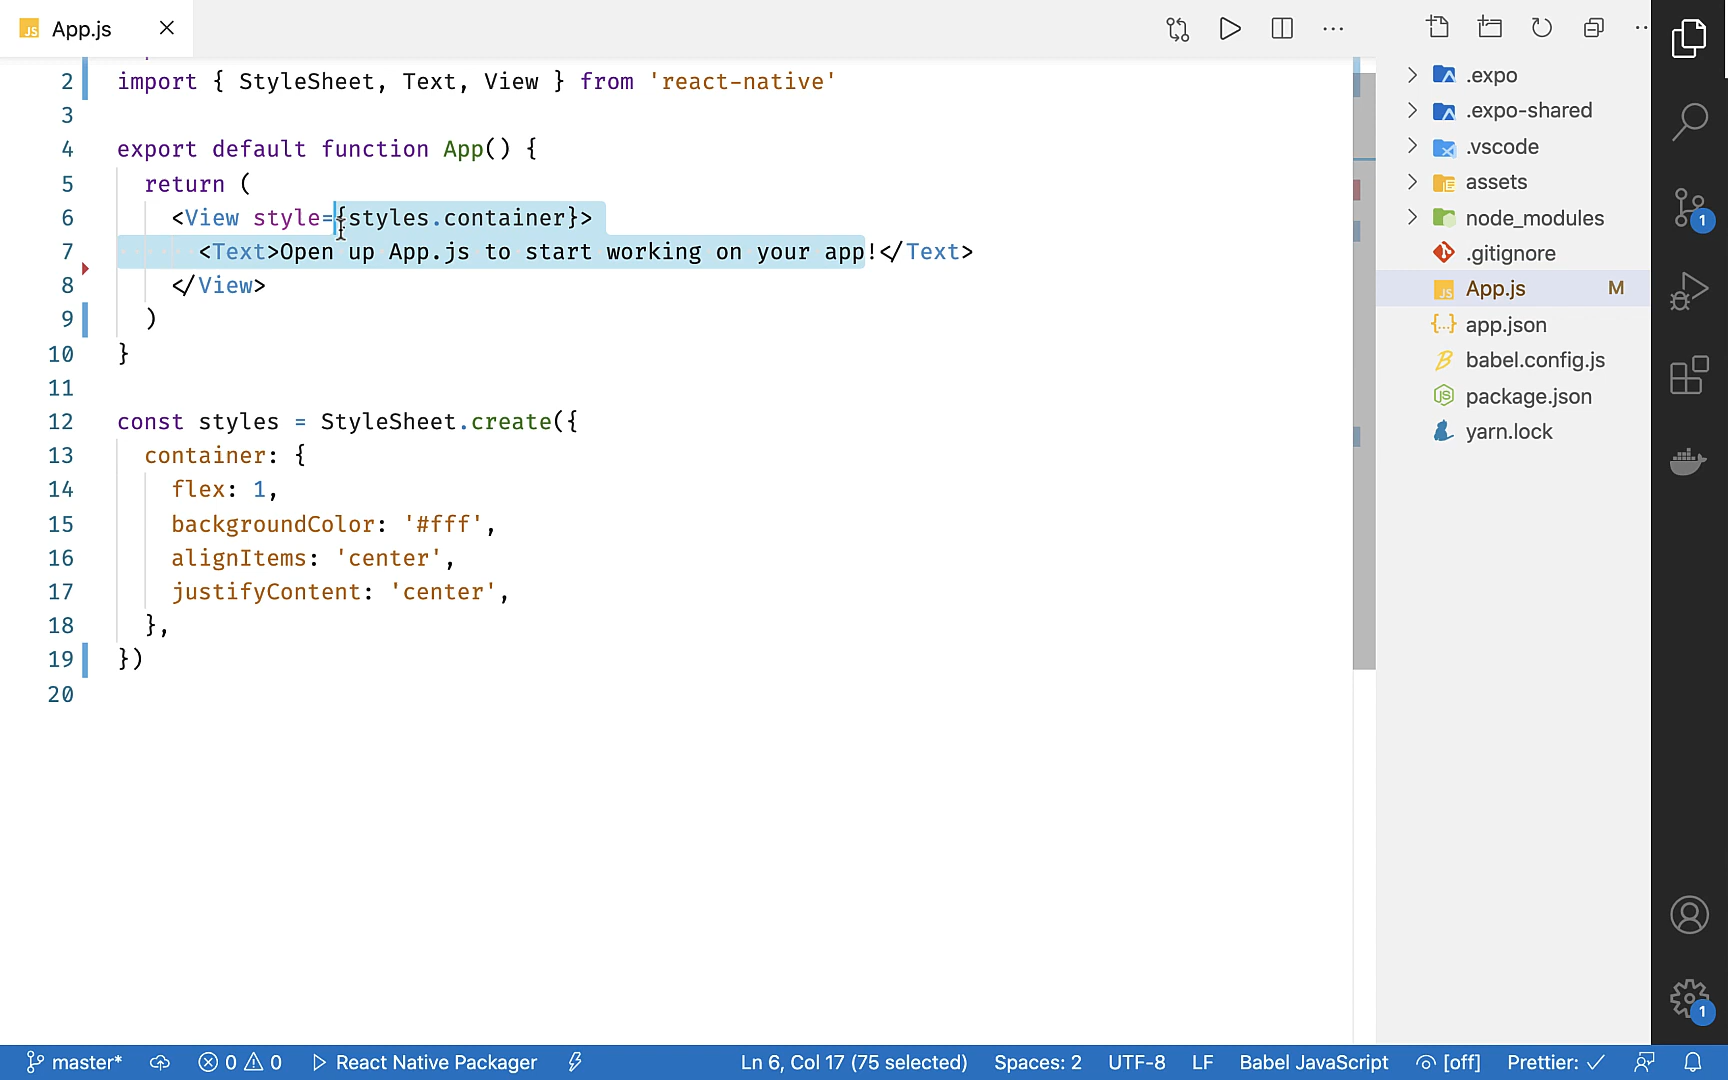 App.js
2 import { StyleSheet, Text, View } from 'react-native'
3
4 export default function App() {
5 return (
6 <View style={styles.container}>
7 <Text>Open up App.js to start working on your app!</Text>
8 </View>
9 )
10 }
11
12 const styles = StyleSheet.create({
13 container: {
14 flex: 1,
15 backgroundColor: '#fff',
16 alignItems: 'center',
17 justifyContent: 'center',
18 },
19 })
20
.expo
.expo-shared
.vscode
assets
node_modules
.gitignore
App.js M
app.json
babel.config.js
package.json
yarn.lock
1
1
master* 0 0 React Native Packager Ln 6, Col 17 (75 selected) Spaces: 2 UTF-8 LF Babel JavaScript [off] Prettier: ✓